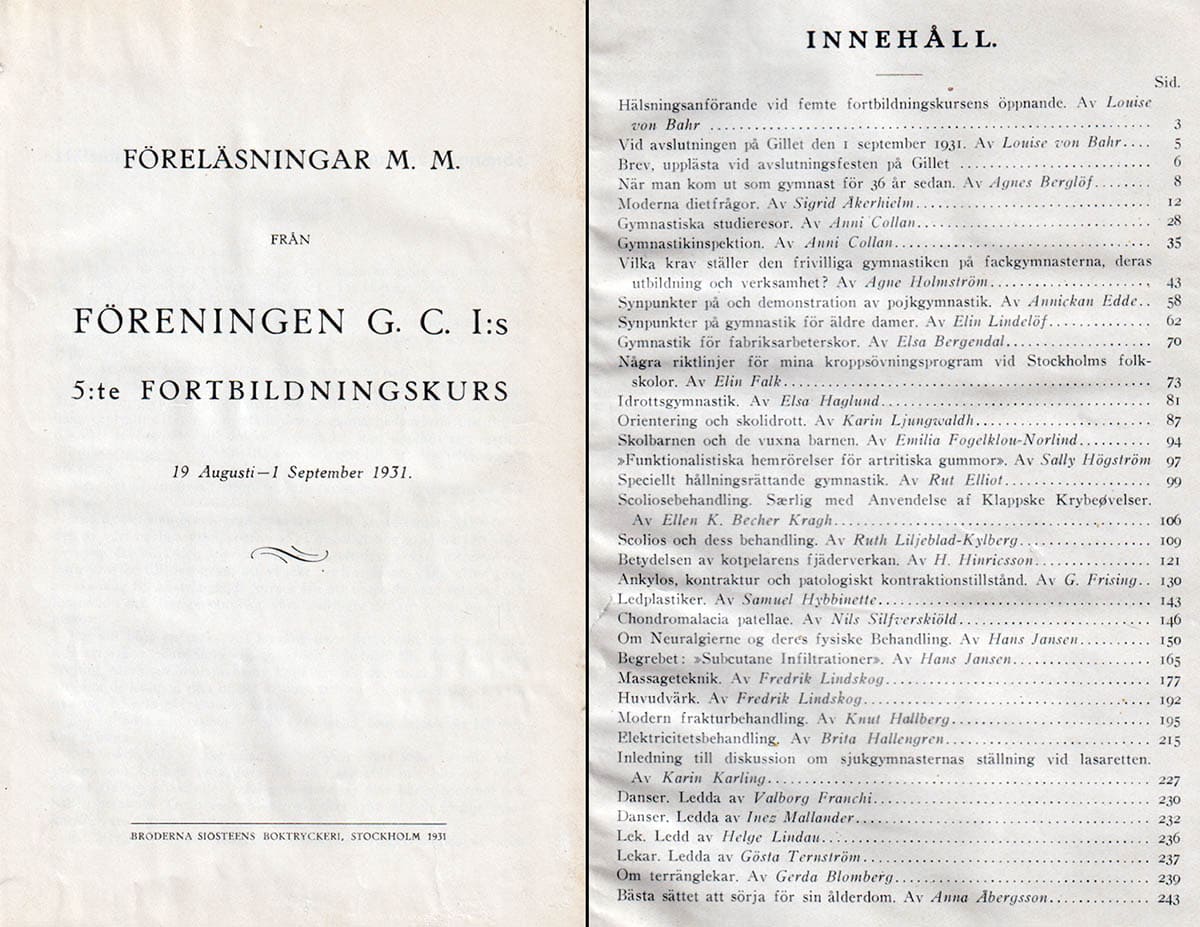 FÖRELÄSNINGAR M. M.
FRÅN
FÖRENINGEN G. C. I:s
5:te FORTBILDNINGSKURS
19 Augusti—1 September 1931.
BRÖDERNA SIÖSTEENS BOKTRYCKERI, STOCKHOLM 1931
INNEHÅLL.
Sid.
Hälsningsanförande vid femte fortbildningskursens öppnande. Av Louise
von Bahr ........ 3
Vid avslutningen på Gillet den 1 september 1931. Av Louise von Bahr.... 5
Brev, upplästa vid avslutningsfesten på Gillet ........ 6
När man kom ut som gymnast för 36 år sedan. Av Agnes Berglöf........ 8
Moderna dietfrågor. Av Sigrid Åkerhielm........ 12
Gymnastiska studieresor. Av Anni Collan........ 28
Gymnastikinspektion. Av Anni Collan........ 35
Vilka krav ställer den frivilliga gymnastiken på fackgymnasterna, deras
utbildning och verksamhet? Av Agne Holmström........ 43
Synpunkter på och demonstration av pojkgymnastik. Av Annickan Edde.. 58
Synpunkter på gymnastik för äldre damer. Av Elin Lindelöf........ 62
Gymnastik för fabriksarbeterskor. Av Elsa Bergendal........ 70
Några riktlinjer för mina kroppsövningsprogram vid Stockholms folk-
skolor. Av Elin Falk........ 73
Idrottsgymnastik. Av Elsa Haglund........ 81
Orientering och skolidrott. Av Karin Ljungwaldh........ 87
Skolbarnen och de vuxna barnen. Av Emilia Fogelklou-Norlind........ 94
»Funktionalistiska hemrörelser för artritiska gummor». Av Sally Högström 97
Speciellt hållningsrättande gymnastik. Av Rut Elliot........ 99
Scoliosebehandling. Særlig med Anvendelse af Klappske Krybeøvelser.
Av Ellen K. Becher Kragh........ 106
Scolios och dess behandling. Av Ruth Liljeblad-Kylberg........ 109
Betydelsen av kotpelarens fjäderverkan. Av H. Hinricsson........ 121
Ankylos, kontraktur och patologiskt kontraktionstillstånd. Av G. Frising.. 130
Ledplastiker. Av Samuel Hybbinette........ 143
Chondromalacia patellae. Av Nils Silfverskiöld........ 146
Om Neuralgierne og deres fysiske Behandling. Av Hans Jansen........ 150
Begrebet: »Subcutane Infiltrationer». Av Hans Jansen........ 165
Massageteknik. Av Fredrik Lindskog........ 177
Huvudvärk. Av Fredrik Lindskog........ 192
Modern frakturbehandling. Av Knut Hallberg........ 195
Elektricitetsbehandling. Av Brita Hallengren........ 215
Inledning till diskussion om sjukgymnasternas ställning vid lasaretten.
Av Karin Karling........ 227
Danser. Ledda av Valborg Franchi........ 230
Danser. Ledda av Inez Mallander........ 232
Lek. Ledd av Helge Lindau........ 236
Lekar. Ledda av Gösta Ternström........ 237
Om terränglekar. Av Gerda Blomberg........ 239
Bästa sättet att sörja för sin ålderdom. Av Anna Åbergsson........ 243